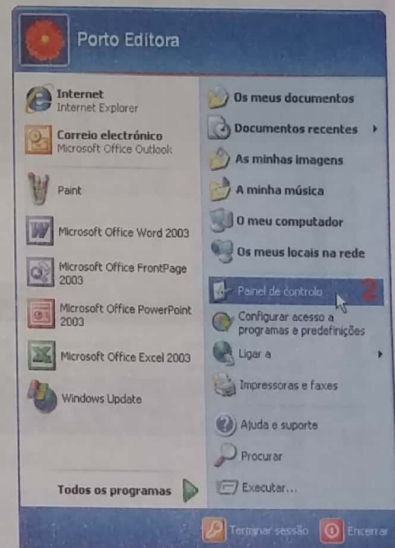 Porto Editora
Internet
Internet Explorer
Correio electrónico
Microsoft Office Outlook
Paint
Microsoft Office Word 2003
Microsoft Office FrontPage
2003
Microsoft Office PowerPoint
2003
Microsoft Office Excel 2003
Windows Update
Todos os programas
Os meus documentos
Documentos recentes
As minhas imagens
A minha música
O meu computador
Os meus locais na rede
Painel de controlo 2
Configurar acesso a
programas e predefinições
Ligar a
Impressoras e faxes
Ajuda e suporte
Procurar
Executar...
Terminar sessão Encerrar